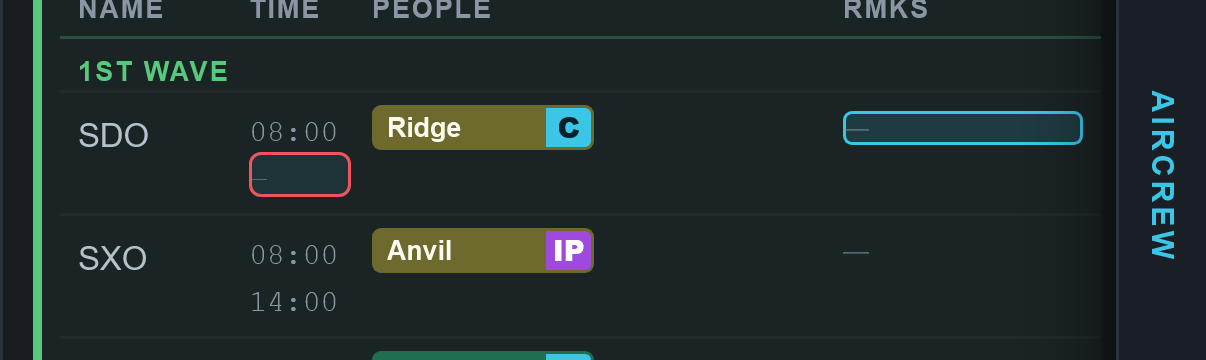 NAME TIME PEOPLE RMKS
1ST WAVE
SDO 08:00 Ridge C —
—
SXO 08:00 Anvil IP —
14:00
AIRCREW